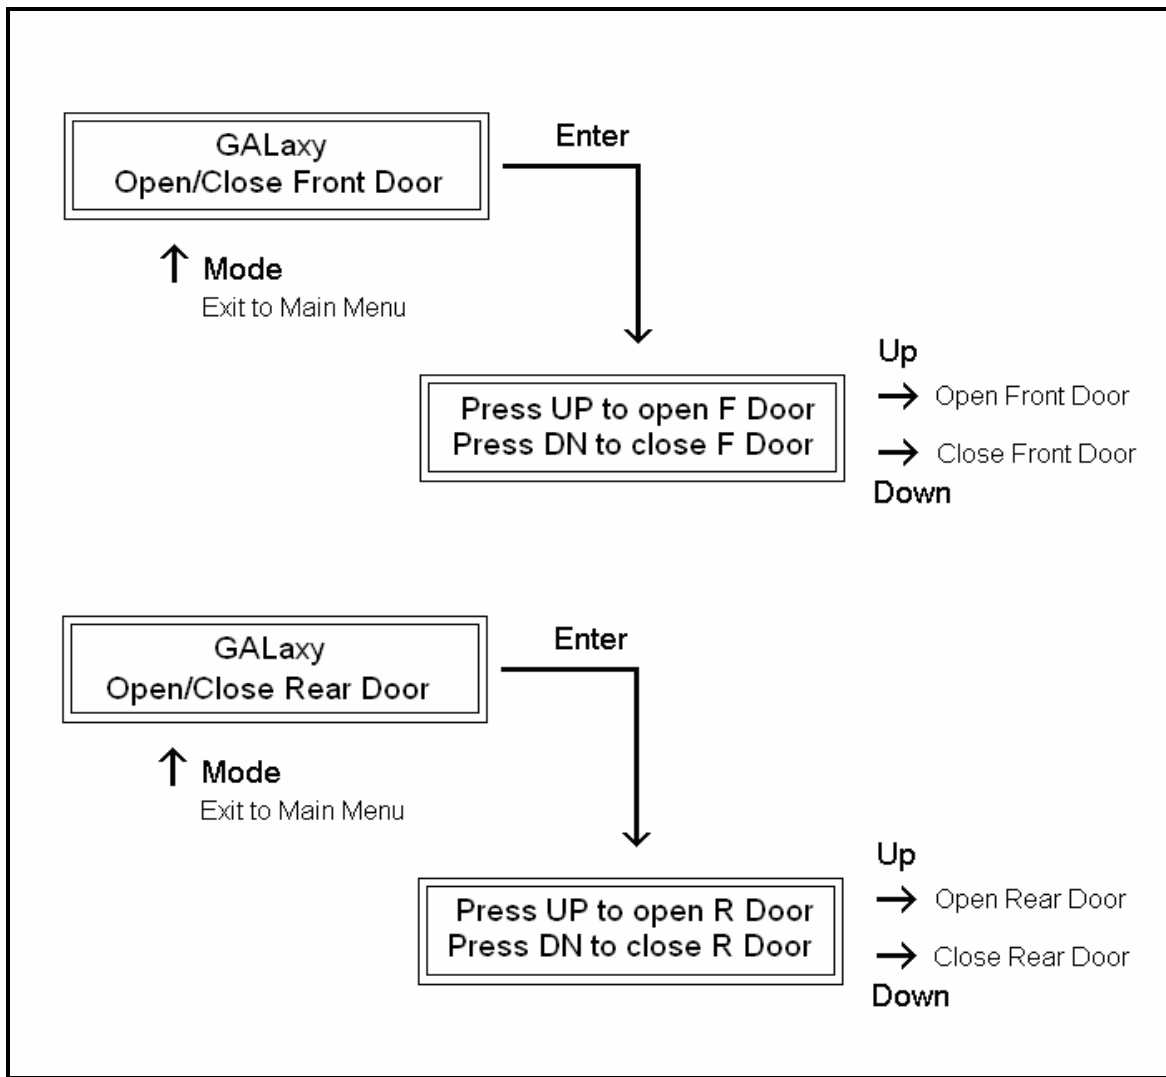 GALaxy
Open/Close Front Door
Enter
Mode
Exit to Main Menu
Press UP to open F Door
Press DN to close F Door
Up
Open Front Door
Close Front Door
Down
GALaxy
Open/Close Rear Door
Enter
Mode
Exit to Main Menu
Press UP to open R Door
Press DN to close R Door
Up
Open Rear Door
Close Rear Door
Down